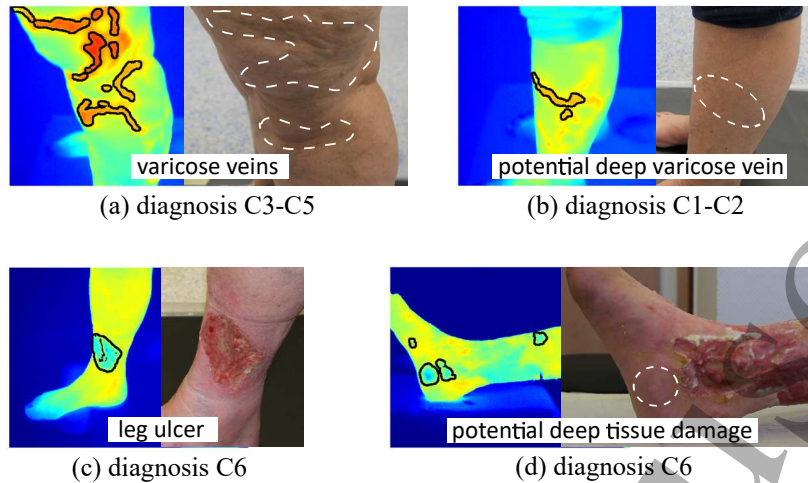 varicose veins
potential deep varicose vein
(a) diagnosis C3-C5
(b) diagnosis C1-C2
leg ulcer
potential deep tissue damage
(c) diagnosis C6
(d) diagnosis C6